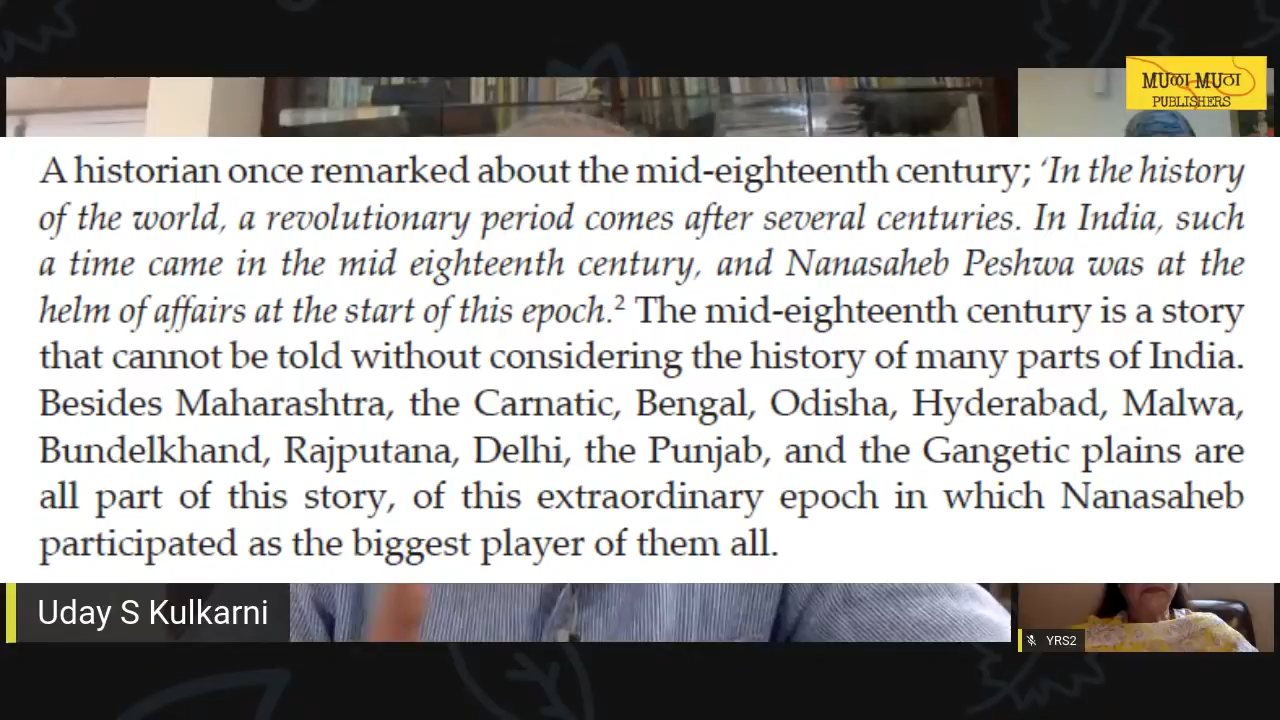 MUळा MUठा
PUBLISHERS
A historian once remarked about the mid-eighteenth century; ‘In the history
of the world, a revolutionary period comes after several centuries. In India, such
a time came in the mid eighteenth century, and Nanasaheb Peshwa was at the
helm of affairs at the start of this epoch.² The mid-eighteenth century is a story
that cannot be told without considering the history of many parts of India.
Besides Maharashtra, the Carnatic, Bengal, Odisha, Hyderabad, Malwa,
Bundelkhand, Rajputana, Delhi, the Punjab, and the Gangetic plains are
all part of this story, of this extraordinary epoch in which Nanasaheb
participated as the biggest player of them all.
Uday S Kulkarni
YRS2